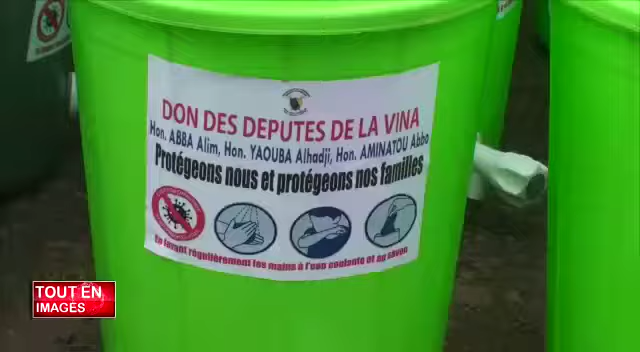 DON DES DEPUTES DE LA VINA
Hon. ABBA Alim, Hon. YAOUBA Alhadji, Hon. AMINATOU Abbo
Protégeons nous et protégeons nos familles
En lavant régulièrement les mains à l'eau coulante et au savon
TOUT EN
IMAGES